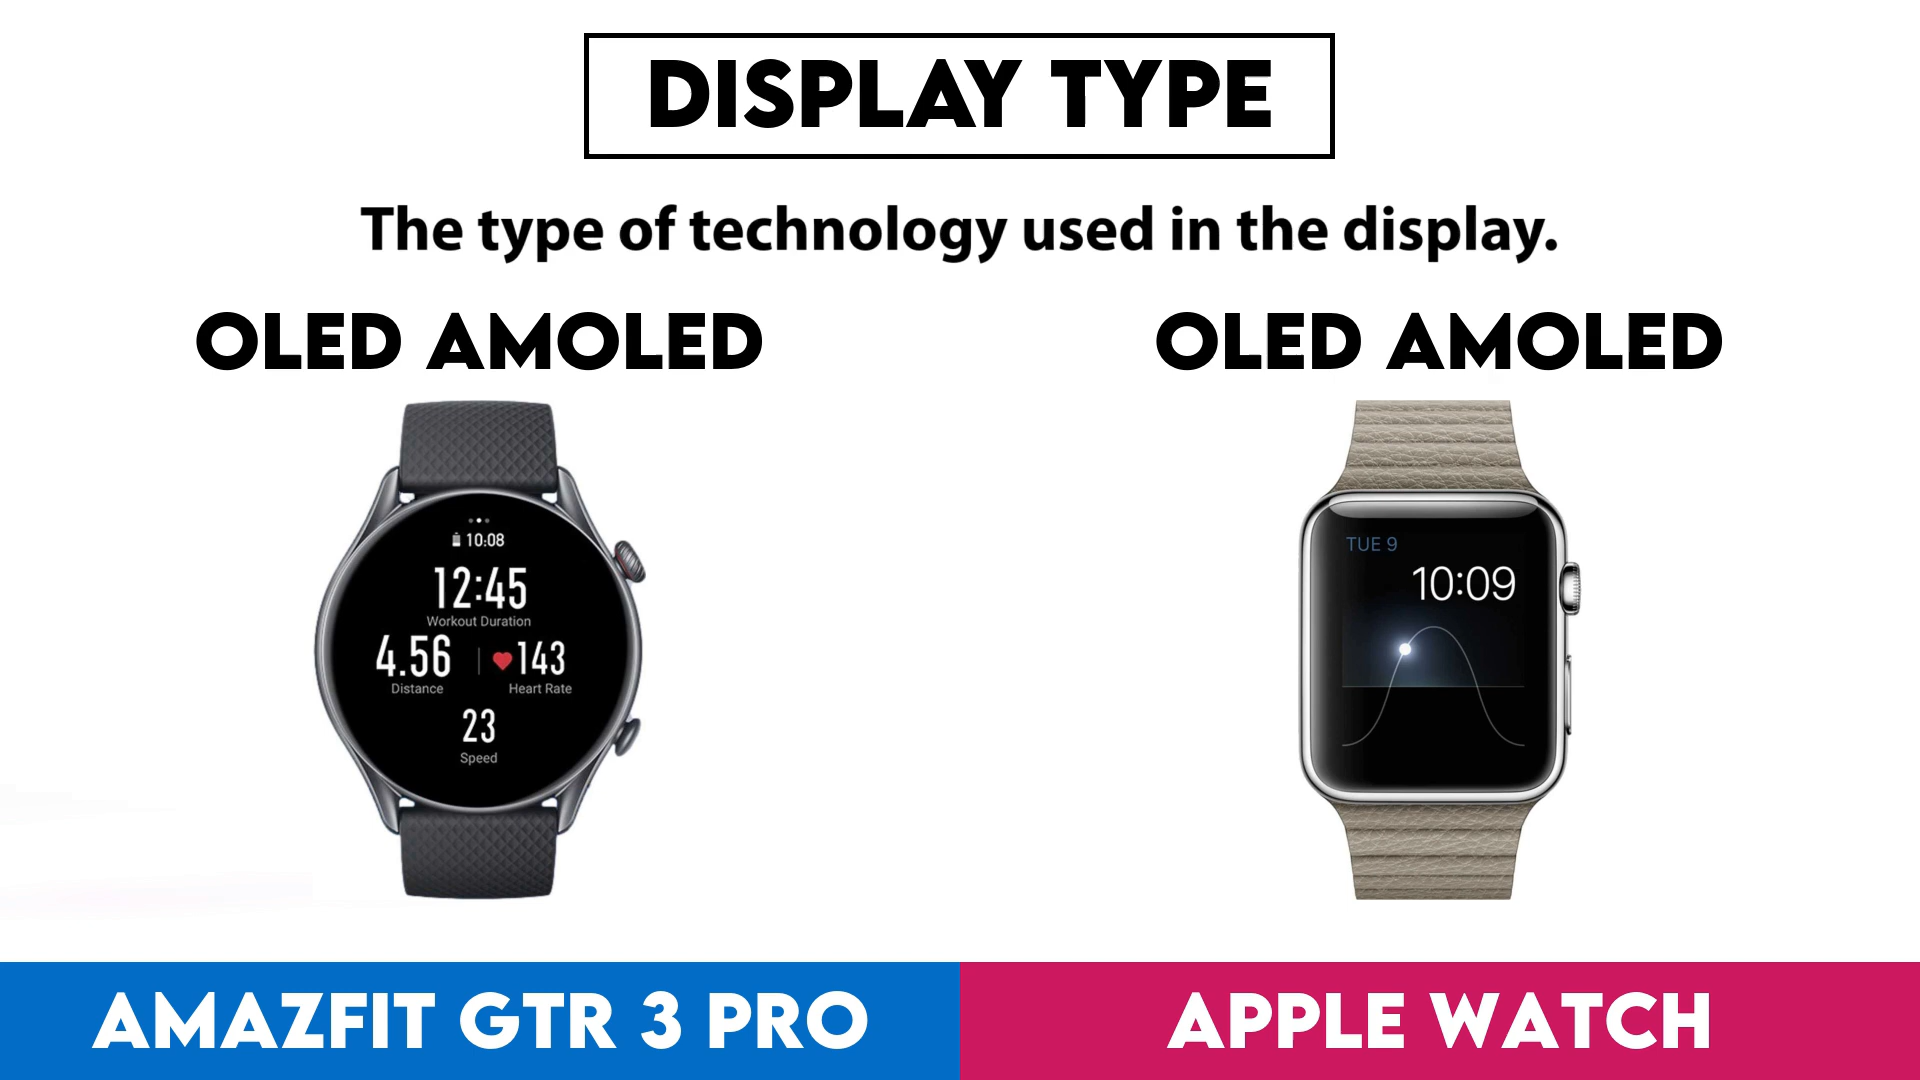 DISPLAY TYPE
The type of technology used in the display.
OLED AMOLED
10:08
12:45
Workout Duration
4.56
143
Distance
Heart Rate
23
Speed
AMAZFIT GTR 3 PRO
OLED AMOLED
TUE 9
10:09
APPLE WATCH